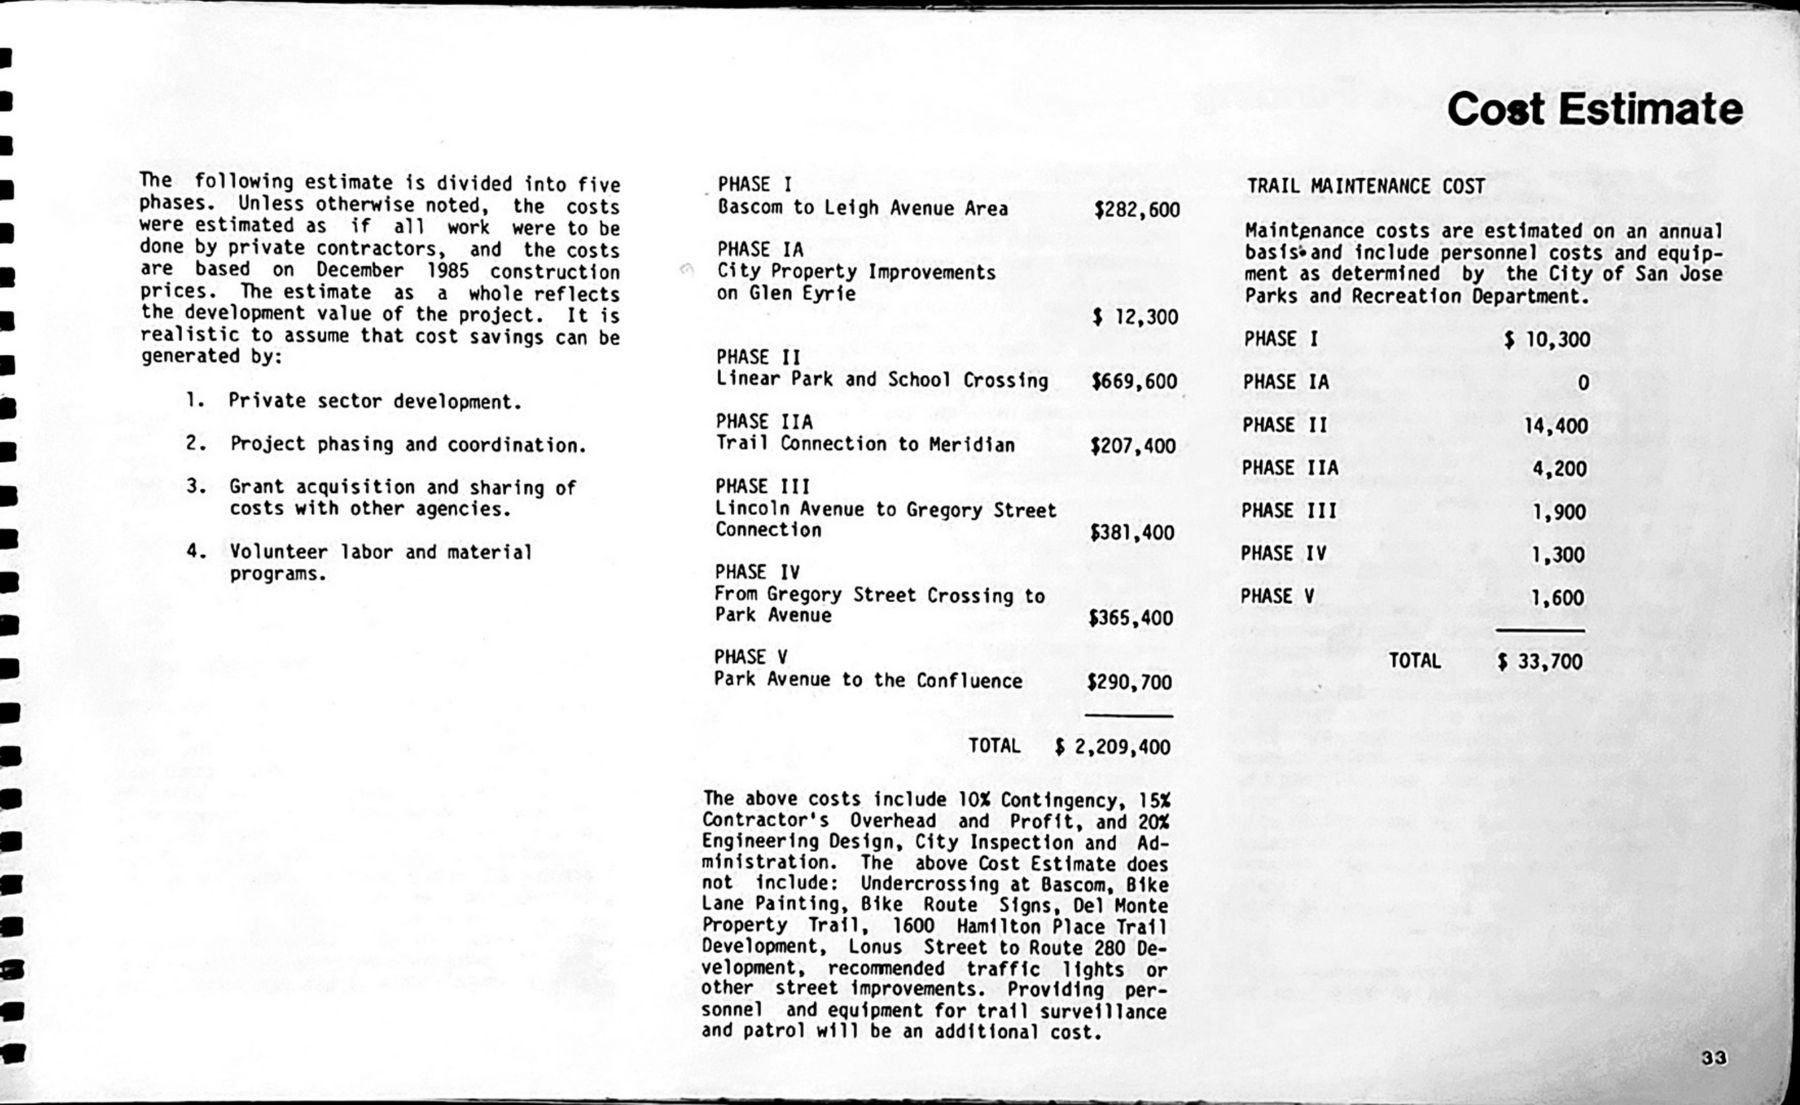 Cost Estimate
The following estimate is divided into five
phases. Unless otherwise noted, the costs
were estimated as if all work were to be
done by private contractors, and the costs
are based on December 1985 construction
prices. The estimate as a whole reflects
the development value of the project. It is
realistic to assume that cost savings can be
generated by:
1. Private sector development.
2. Project phasing and coordination.
3. Grant acquisition and sharing of
costs with other agencies.
4. Volunteer labor and material
programs.
PHASE I
Bascom to Leigh Avenue Area $282,600
PHASE IA
City Property Improvements
on Glen Eyrie
$ 12,300
PHASE II
Linear Park and School Crossing $669,600
PHASE IIA
Trail Connection to Meridian $207,400
PHASE III
Lincoln Avenue to Gregory Street
Connection $381,400
PHASE IV
From Gregory Street Crossing to
Park Avenue $365,400
PHASE V
Park Avenue to the Confluence $290,700
TOTAL $ 2,209,400
The above costs include 10% Contingency, 15%
Contractor's Overhead and Profit, and 20%
Engineering Design, City Inspection and Ad-
ministration. The above Cost Estimate does
not include: Undercrossing at Bascom, Bike
Lane Painting, Bike Route Signs, Del Monte
Property Trail, 1600 Hamilton Place Trail
Development, Lonus Street to Route 280 De-
velopment, recommended traffic lights or
other street improvements. Providing per-
sonnel and equipment for trail surveillance
and patrol will be an additional cost.
TRAIL MAINTENANCE COST
Maintenance costs are estimated on an annual
basis and include personnel costs and equip-
ment as determined by the City of San Jose
Parks and Recreation Department.
PHASE I $ 10,300
PHASE IA 0
PHASE II 14,400
PHASE IIA 4,200
PHASE III 1,900
PHASE IV 1,300
PHASE V 1,600
TOTAL $ 33,700
33